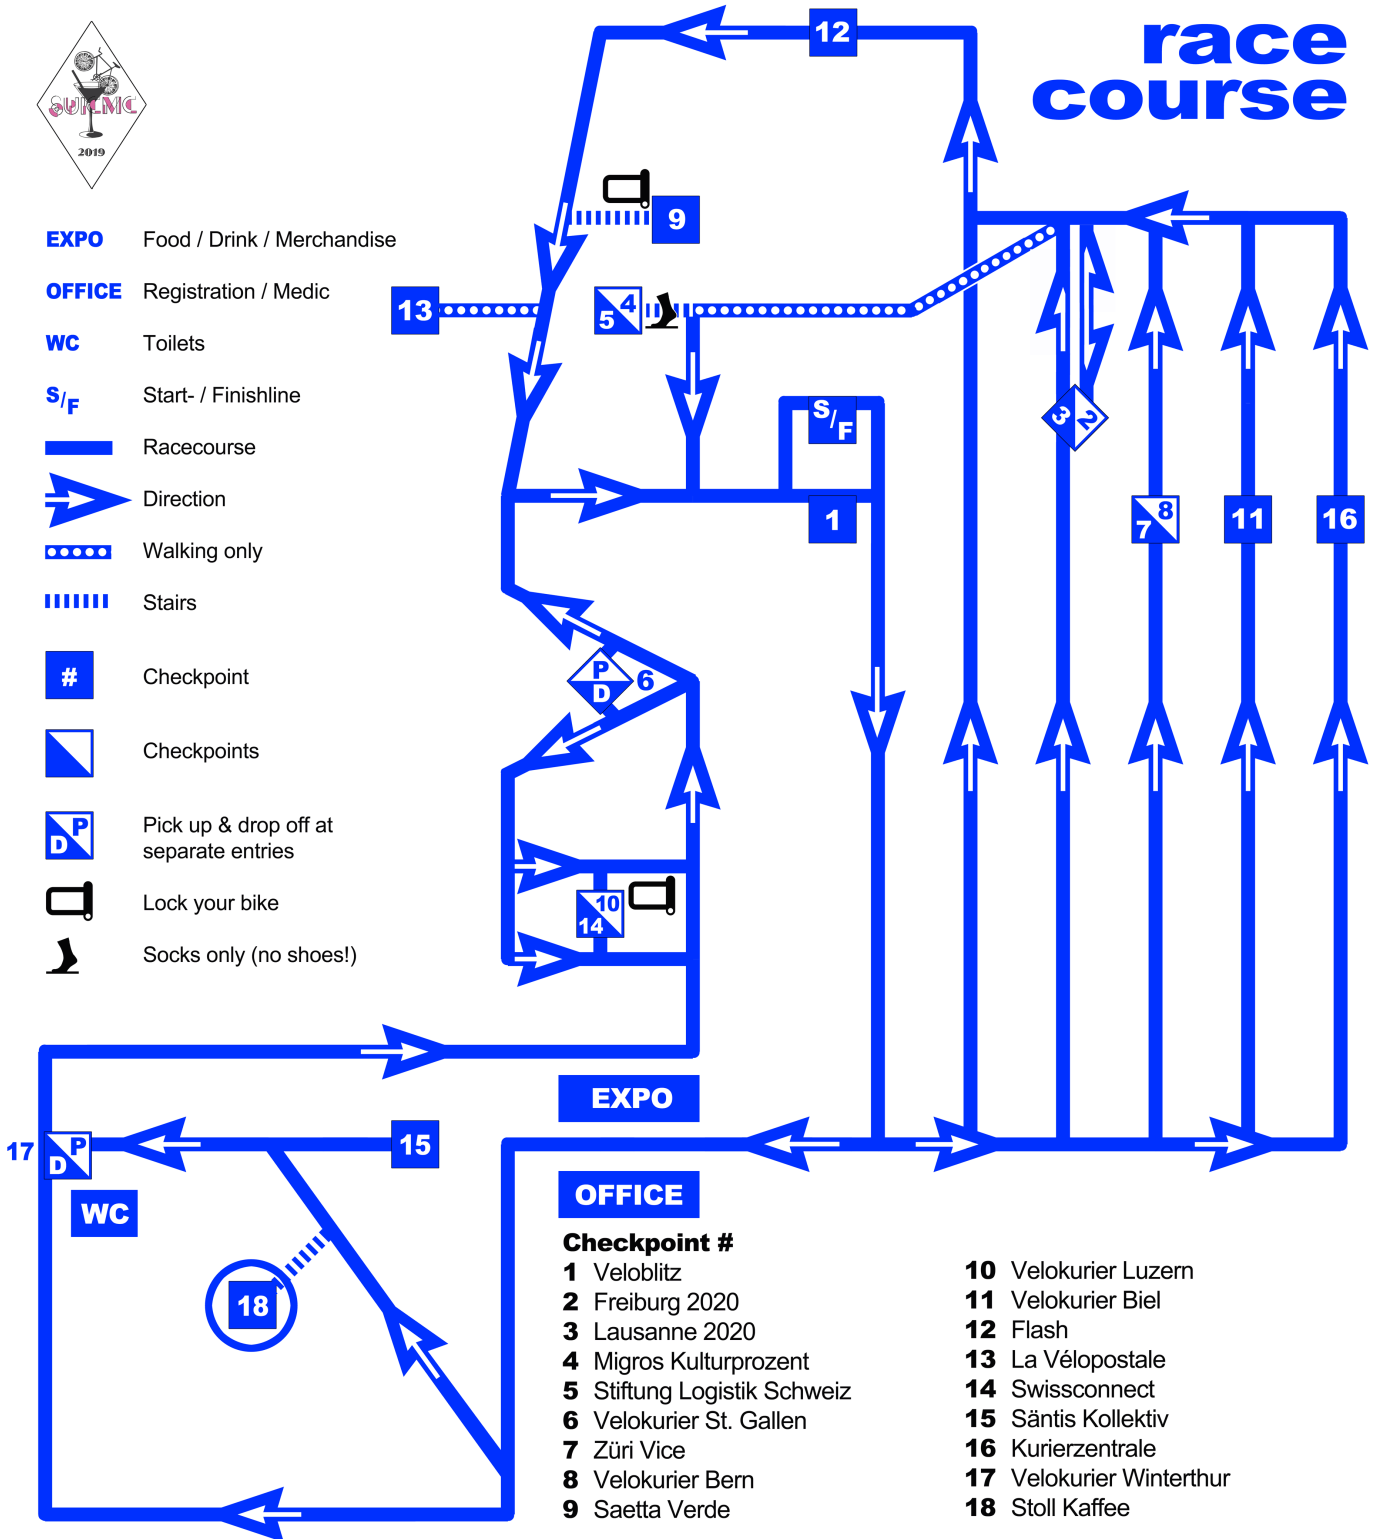 race
course
SUICMC
2019
12
9
13
4
5
S/F
1
3
2
8
7
11
16
P
D
6
10
14
EXPO Food / Drink / Merchandise
OFFICE Registration / Medic
WC Toilets
S/F Start- / Finishline
Racecourse
Direction
Walking only
Stairs
# Checkpoint
Checkpoints
P
D
Pick up & drop off at
separate entries
Lock your bike
Socks only (no shoes!)
EXPO
17
P
D
15
WC
OFFICE
18
Checkpoint #
1 Veloblitz
2 Freiburg 2020
3 Lausanne 2020
4 Migros Kulturprozent
5 Stiftung Logistik Schweiz
6 Velokurier St. Gallen
7 Züri Vice
8 Velokurier Bern
9 Saetta Verde
10 Velokurier Luzern
11 Velokurier Biel
12 Flash
13 La Vélopostale
14 Swissconnect
15 Säntis Kollektiv
16 Kurierzentrale
17 Velokurier Winterthur
18 Stoll Kaffee